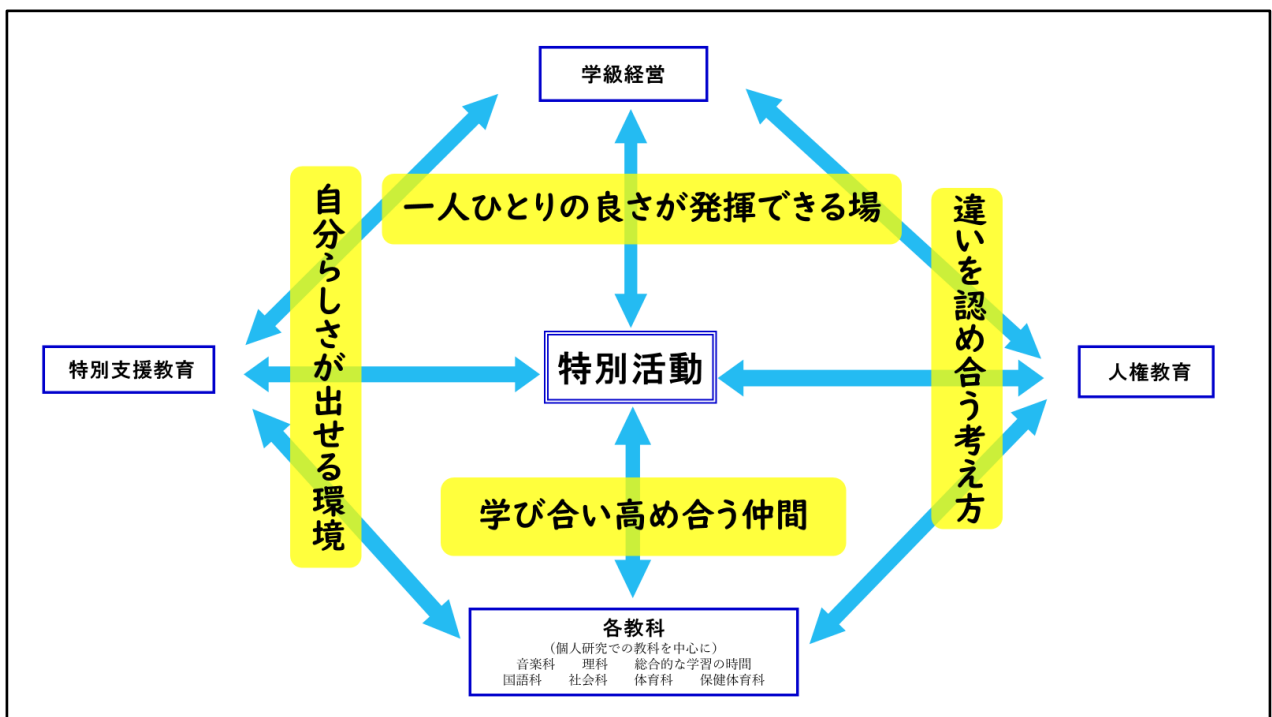 学級経営
一人ひとりの良さが発揮できる場
自分らしさが出せる環境
違いを認め合う考え方
特別支援教育
特別活動
人権教育
学び合い高め合う仲間
各教科
（個人研究での教科を中心に）
音楽科 理科 総合的な学習の時間
国語科 社会科 体育科 保健体育科